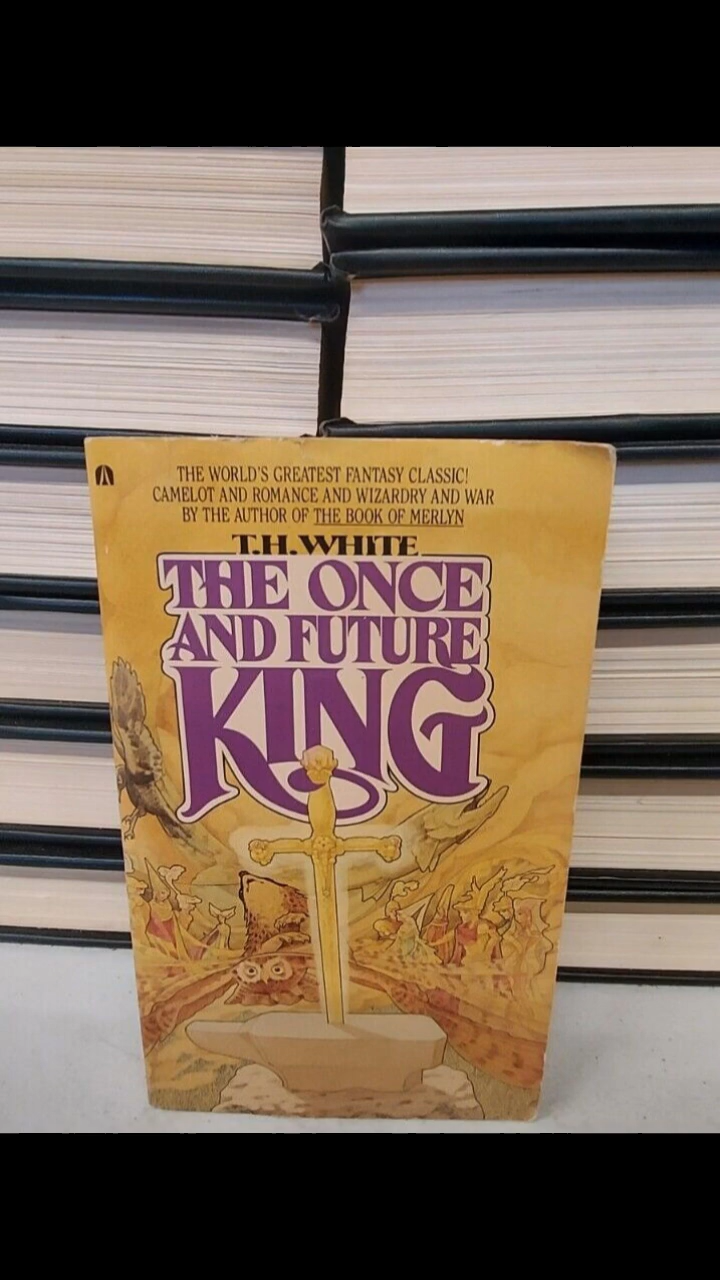 THE WORLD'S GREATEST FANTASY CLASSIC!
CAMELOT AND ROMANCE AND WIZARDRY AND WAR
BY THE AUTHOR OF THE BOOK OF MERLYN
T.H. WHITE
THE ONCE
AND FUTURE
KING